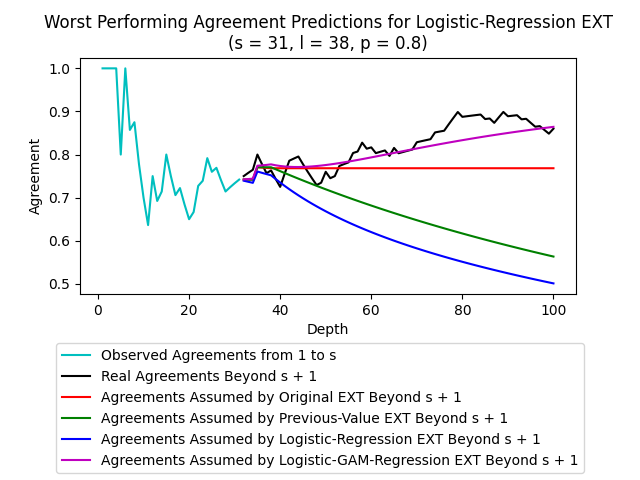 Worst Performing Agreement Predictions for Logistic-Regression EXT
(s = 31, l = 38, p = 0.8)
1.0
0.9
0.8
0.7
0.6
0.5
Agreement
0 20 40 60 80 100
Depth
Observed Agreements from 1 to s
Real Agreements Beyond s + 1
Agreements Assumed by Original EXT Beyond s + 1
Agreements Assumed by Previous-Value EXT Beyond s + 1
Agreements Assumed by Logistic-Regression EXT Beyond s + 1
Agreements Assumed by Logistic-GAM-Regression EXT Beyond s + 1